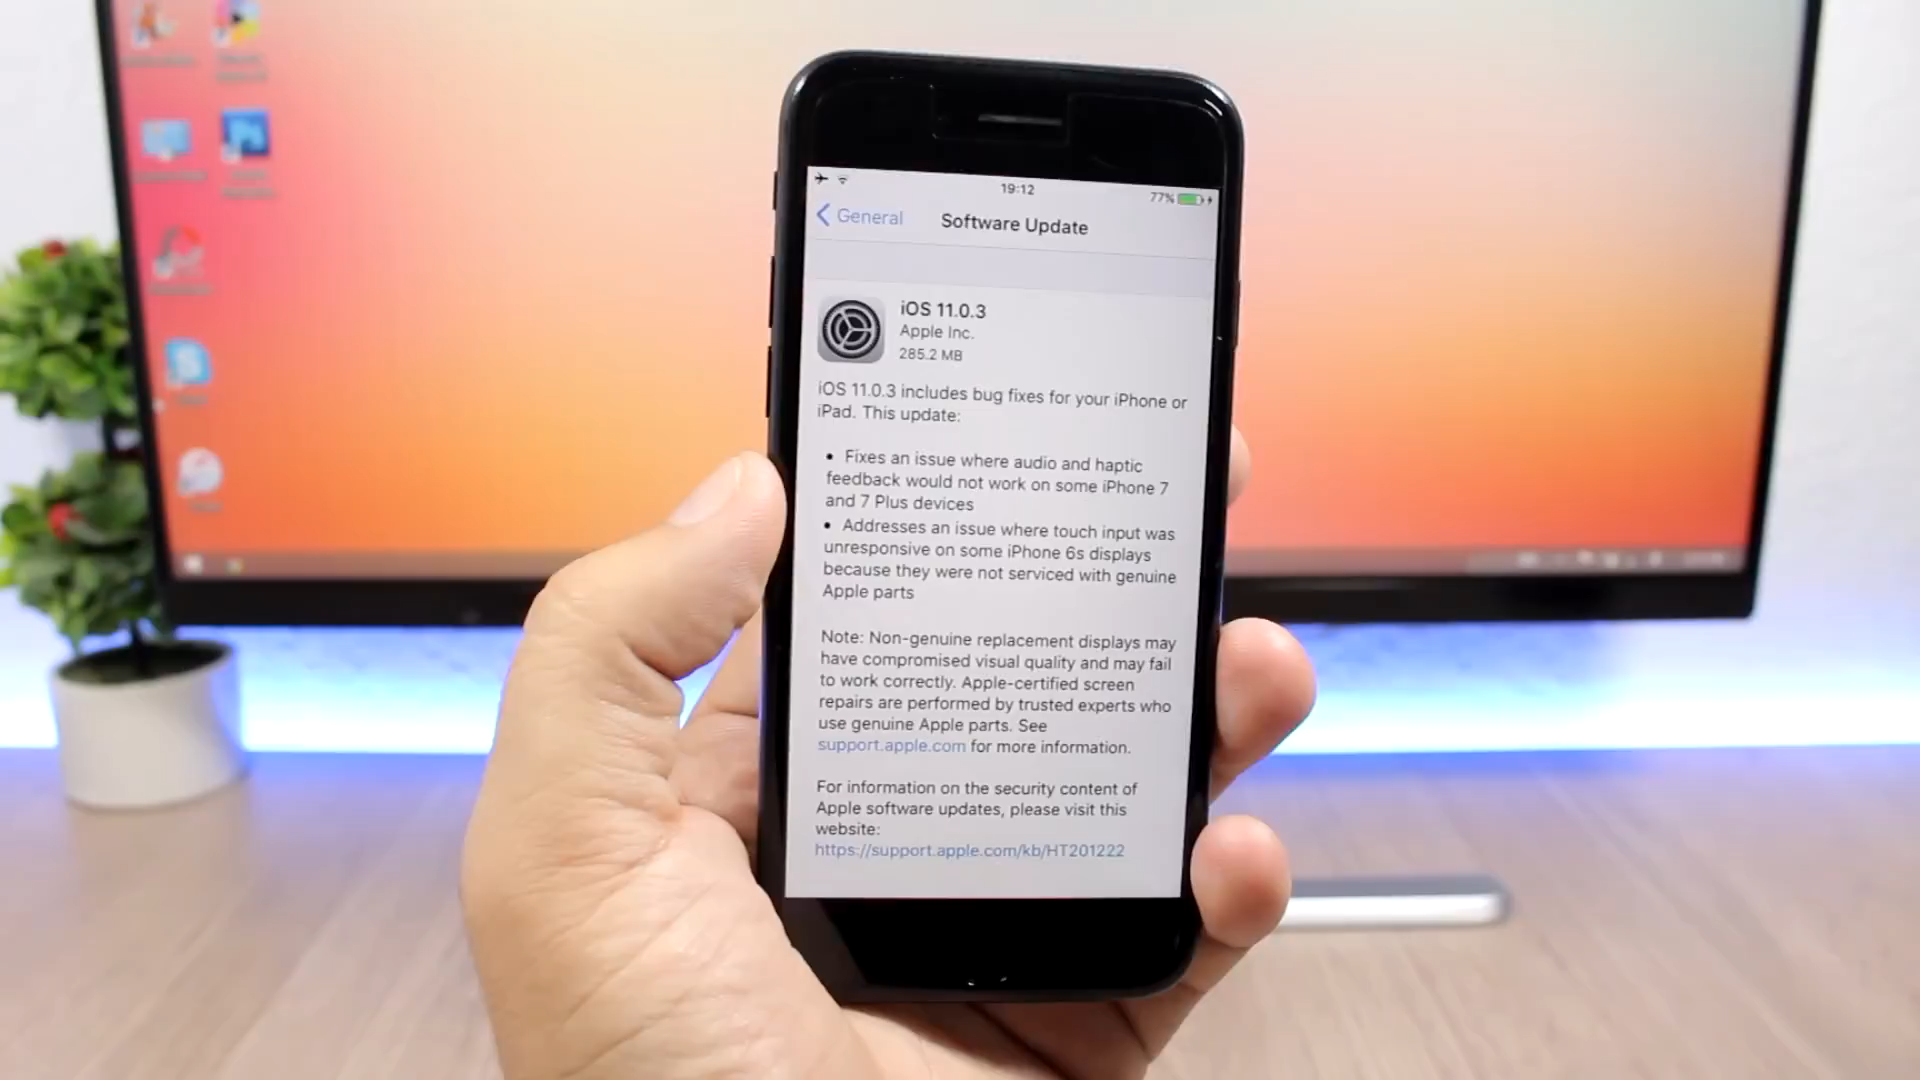 19:12
77%
General
Software Update
iOS 11.0.3
Apple Inc.
285.2 MB
iOS 11.0.3 includes bug fixes for your iPhone or
iPad. This update:
• Fixes an issue where audio and haptic
feedback would not work on some iPhone 7
and 7 Plus devices
• Addresses an issue where touch input was
unresponsive on some iPhone 6s displays
because they were not serviced with genuine
Apple parts
Note: Non-genuine replacement displays may
have compromised visual quality and may fail
to work correctly. Apple-certified screen
repairs are performed by trusted experts who
use genuine Apple parts. See
support.apple.com for more information.
For information on the security content of
Apple software updates, please visit this
website:
https://support.apple.com/kb/HT201222
Ps